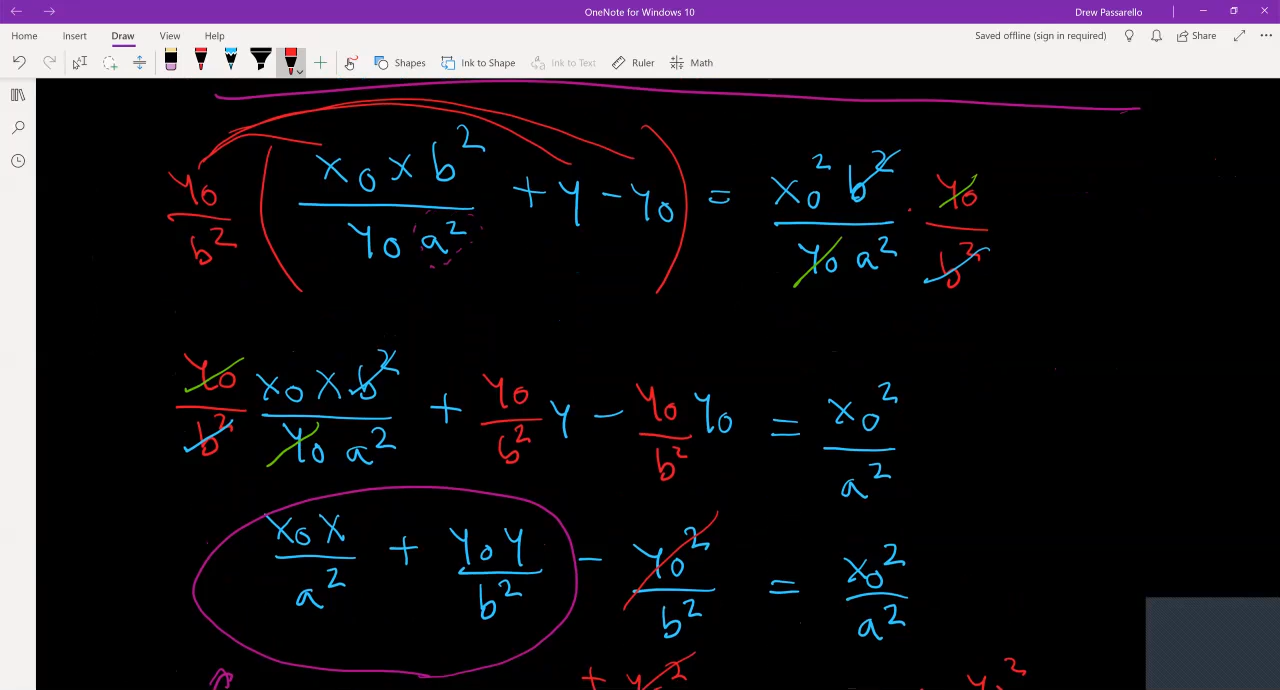 OneNote for Windows 10
Drew Passarello
Home Insert Draw View Help
Saved offline (sign in required) Share
Shapes Ink to Shape Ink to Text Ruler Math
y₀/b² ( x₀xb²/y₀a² + y − y₀ ) = x₀²b²/y₀a² · y₀/b²
y₀/b² x₀xb²/y₀a² + y₀/b² y − y₀/b² y₀ = x₀²/a²
x₀x/a² + y₀y/b² − y₀²/b² = x₀²/a²
+ y₀²